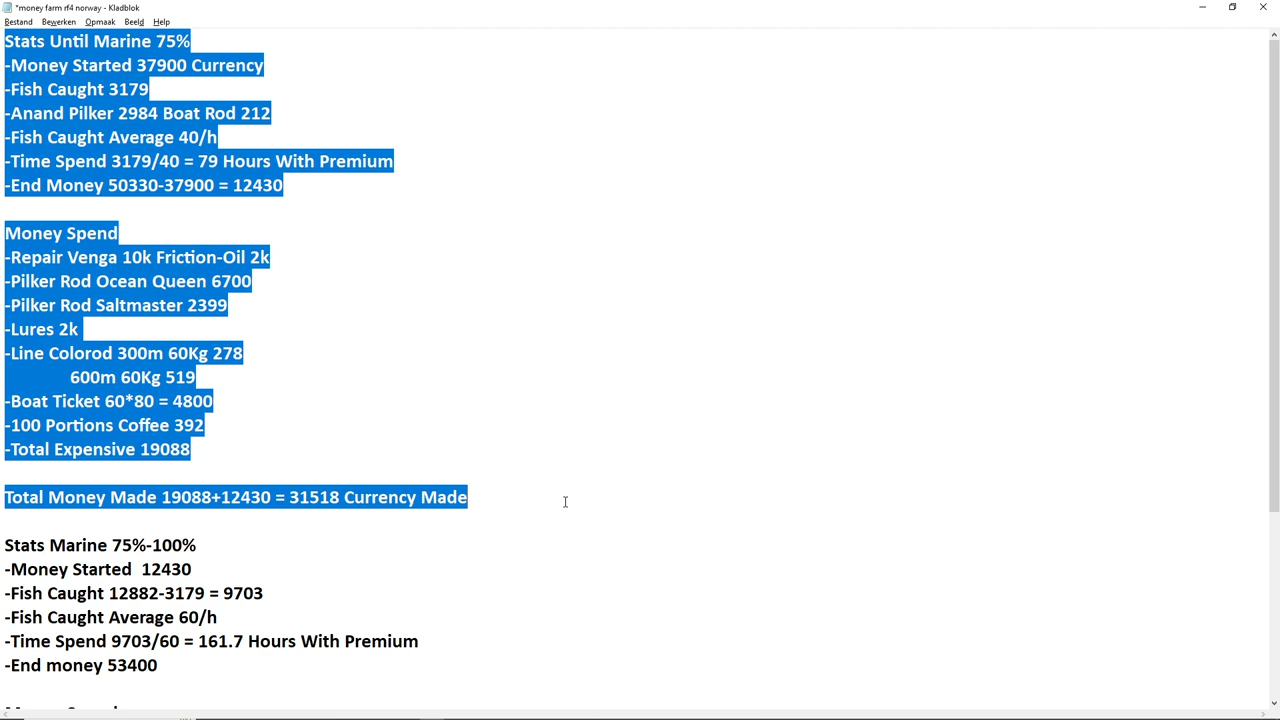 *money farm rf4 norway - Kladblok
Bestand Bewerken Opmaak Beeld Help
Stats Until Marine 75%
-Money Started 37900 Currency
-Fish Caught 3179
-Anand Pilker 2984 Boat Rod 212
-Fish Caught Average 40/h
-Time Spend 3179/40 = 79 Hours With Premium
-End Money 50330-37900 = 12430
Money Spend
-Repair Venga 10k Friction-Oil 2k
-Pilker Rod Ocean Queen 6700
-Pilker Rod Saltmaster 2399
-Lures 2k
-Line Colorod 300m 60Kg 278
600m 60Kg 519
-Boat Ticket 60*80 = 4800
-100 Portions Coffee 392
-Total Expensive 19088
Total Money Made 19088+12430 = 31518 Currency Made
Stats Marine 75%-100%
-Money Started  12430
-Fish Caught 12882-3179 = 9703
-Fish Caught Average 60/h
-Time Spend 9703/60 = 161.7 Hours With Premium
-End money 53400